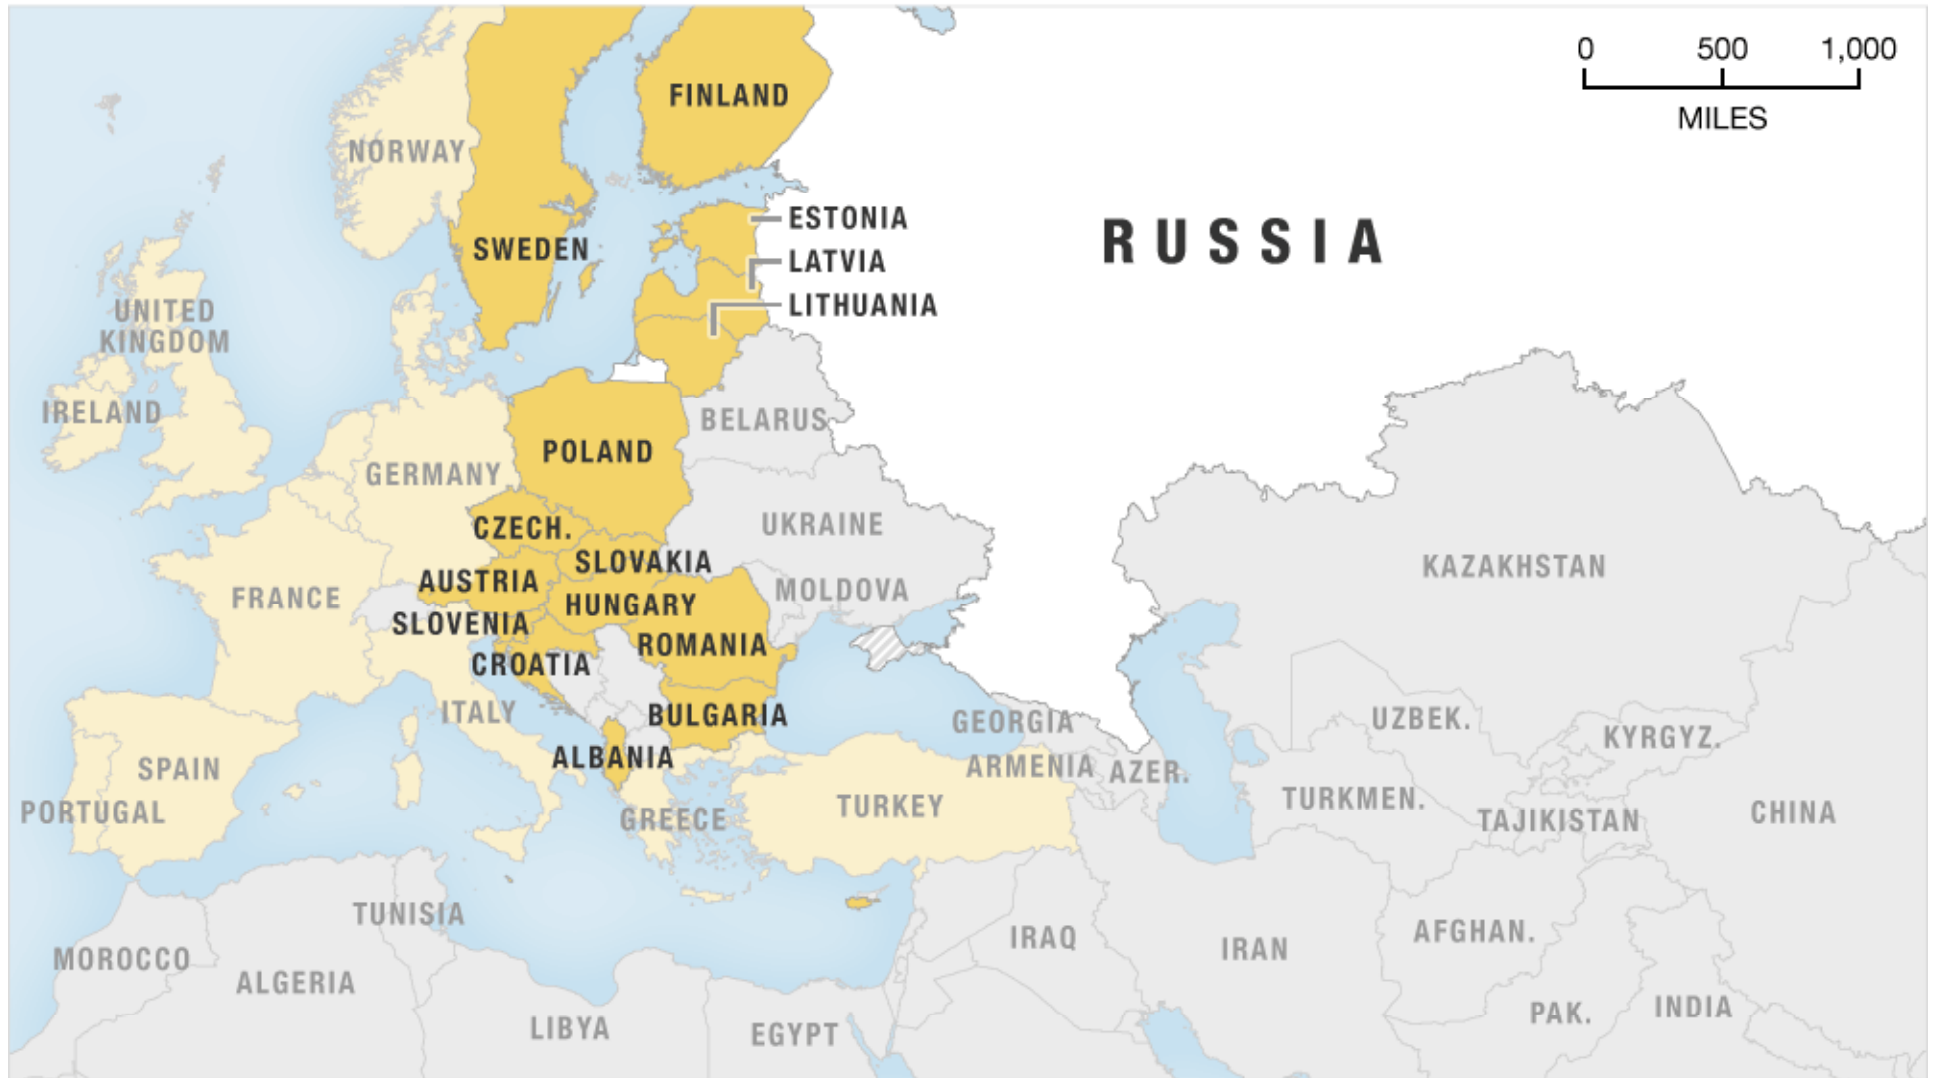 0 500 1,000
MILES
FINLAND
NORWAY
ESTONIA
RUSSIA
SWEDEN
LATVIA
LITHUANIA
UNITED
KINGDOM
IRELAND
BELARUS
POLAND
GERMANY
UKRAINE
CZECH.
SLOVAKIA
KAZAKHSTAN
AUSTRIA
MOLDOVA
FRANCE
HUNGARY
SLOVENIA
ROMANIA
CROATIA
ITALY
BULGARIA
GEORGIA
UZBEK.
KYRGYZ.
ALBANIA
SPAIN
ARMENIA
AZER.
TURKMEN.
TURKEY
PORTUGAL
GREECE
TAJIKISTAN
CHINA
TUNISIA
IRAQ
AFGHAN.
IRAN
MOROCCO
ALGERIA
LIBYA
EGYPT
PAK.
INDIA